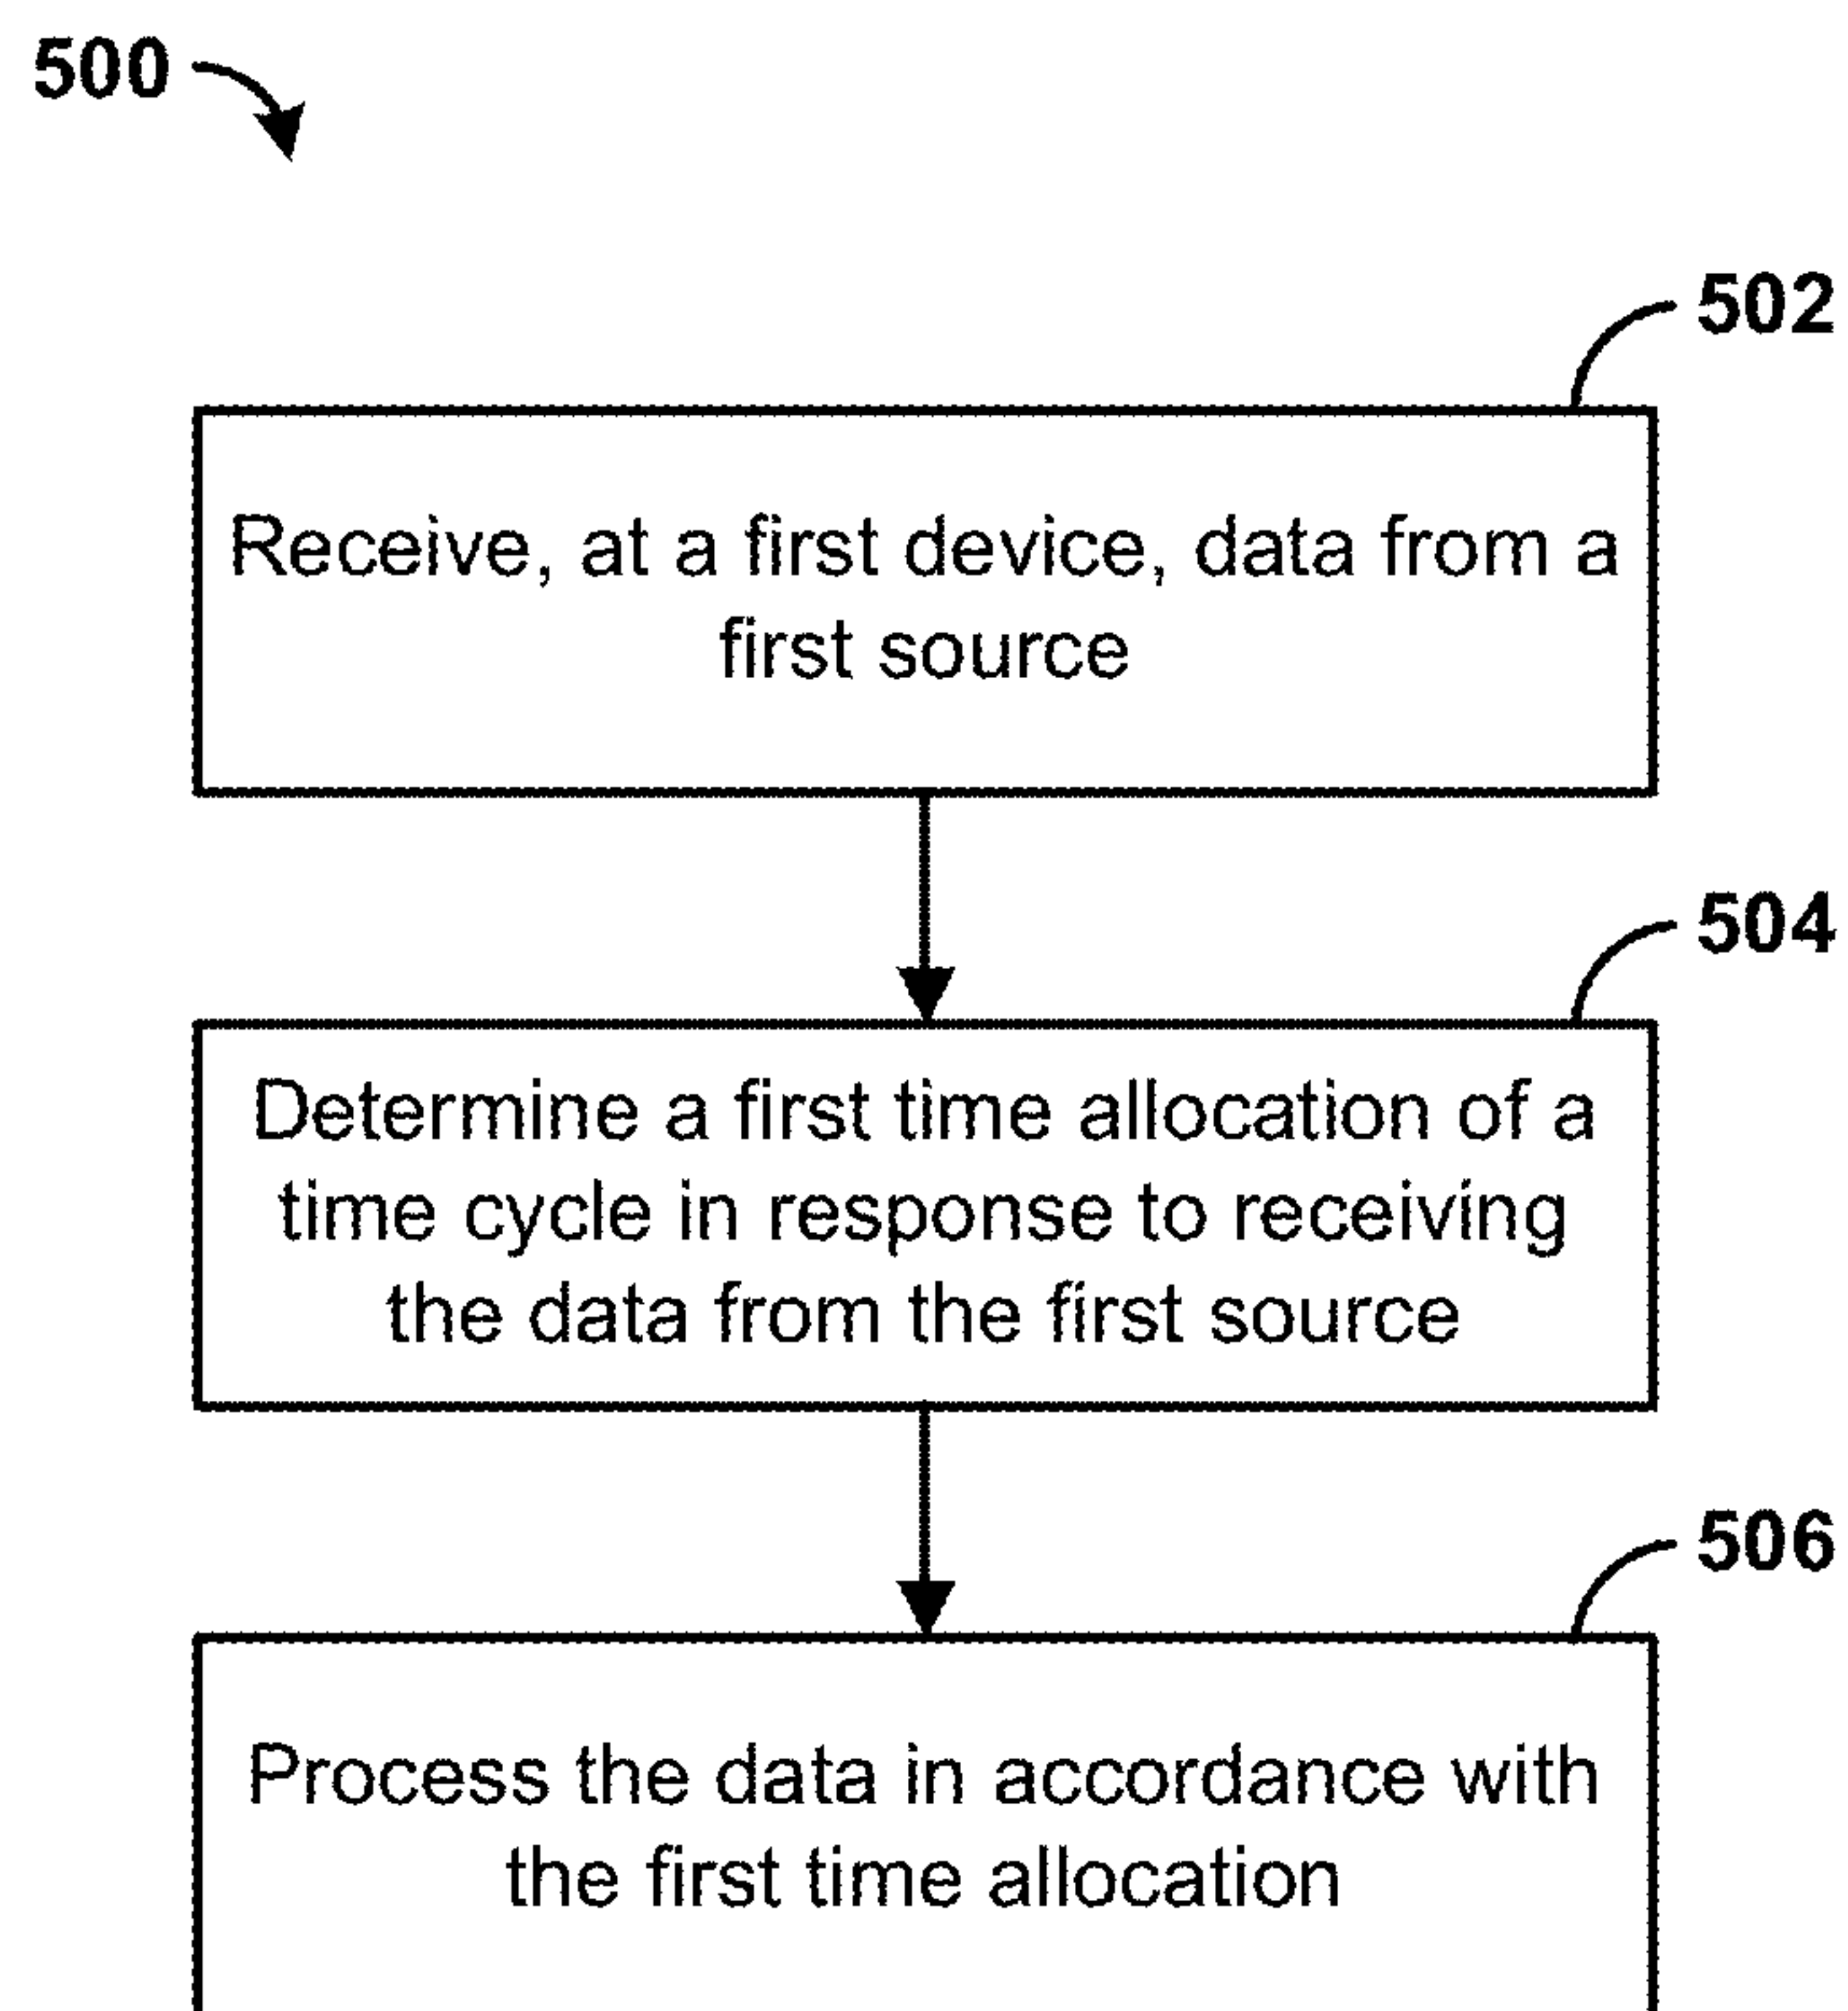 500
502
Receive, at a first device, data from a
first source
504
Determine a first time allocation of a
time cycle in response to receiving
the data from the first source
506
Process the data in accordance with
the first time allocation